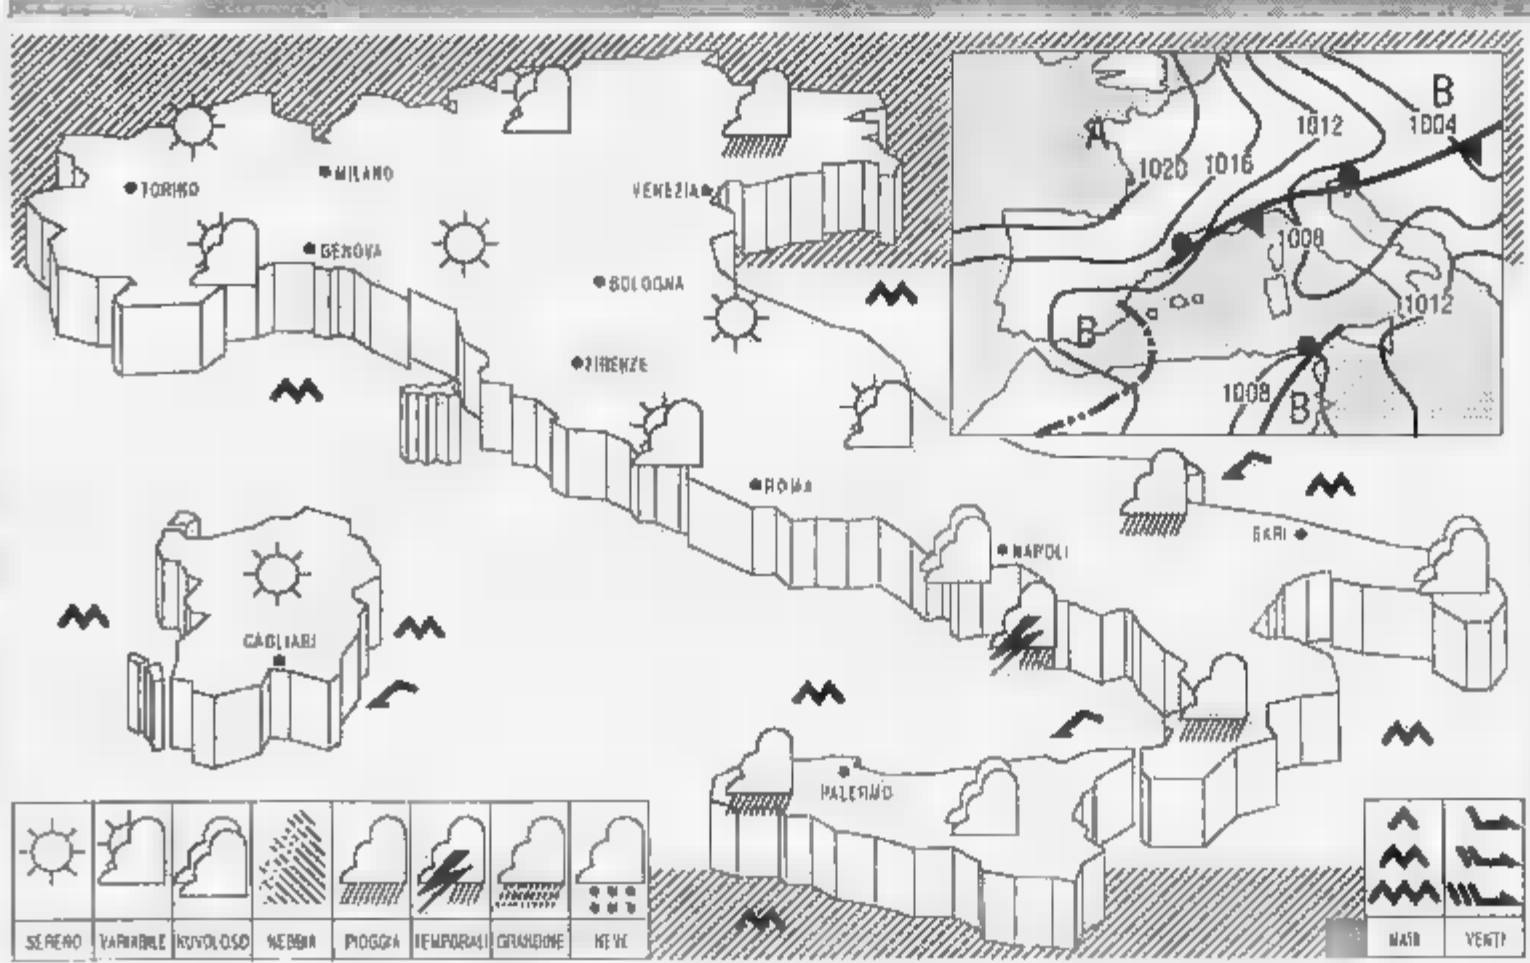 TORINO
MILANO
VENEZIA
GENOVA
BOLOGNA
FIRENZE
ROMA
NAPOLI
BARI
CAGLIARI
PALERMO
B
1004
1012
A
1020
1016
1008
1012
B
1008
B
SERENO
VARIABILE
NUVOLOSO
NEBBIA
PIOGGIA
TEMPORALI
GRANDINE
NEVE
MARI
VENTI